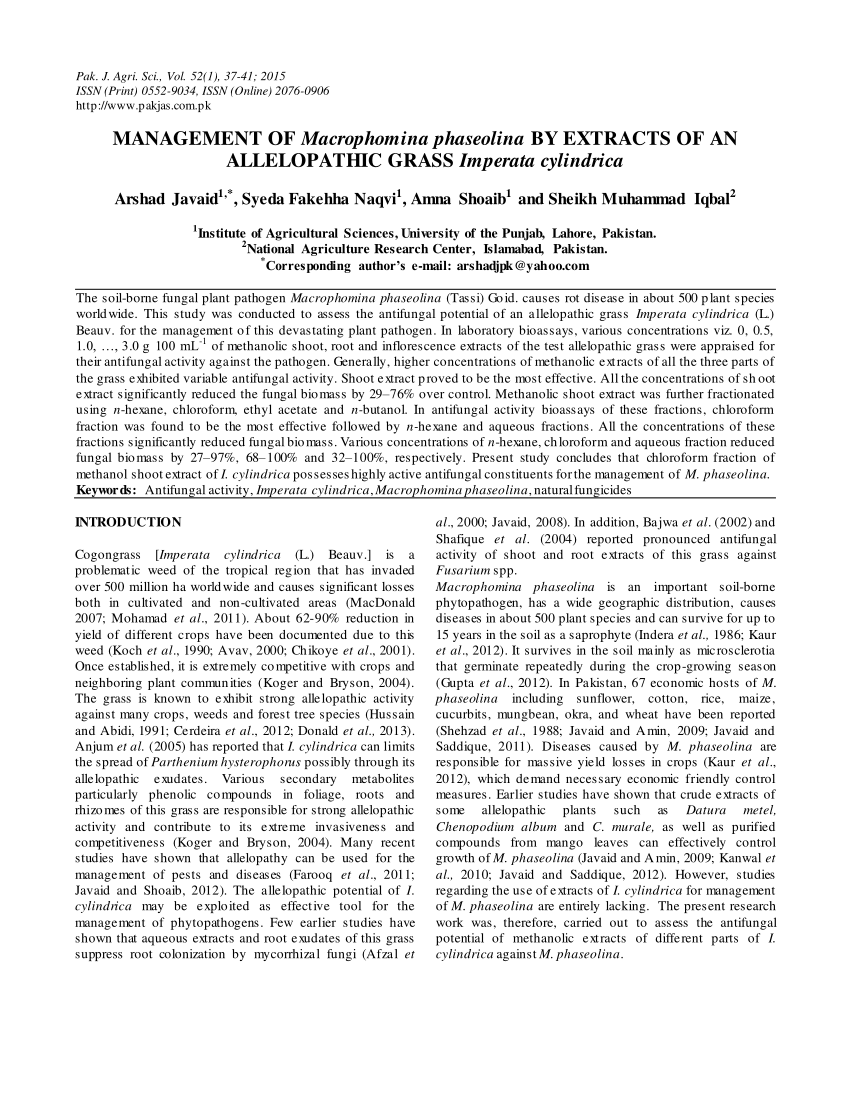 Pak. J. Agri. Sci., Vol. 52(1), 37-41; 2015
ISSN (Print) 0552-9034, ISSN (Online) 2076-0906
http://www.pakjas.com.pk
MANAGEMENT OF Macrophomina phaseolina BY EXTRACTS OF AN
ALLELOPATHIC GRASS Imperata cylindrica
Arshad Javaid1,*, Syeda Fakehha Naqvi1, Amna Shoaib1 and Sheikh Muhammad Iqbal2
1Institute of Agricultural Sciences, University of the Punjab, Lahore, Pakistan.
2National Agriculture Research Center, Islamabad, Pakistan.
*Corresponding author's e-mail: arshadjpk@yahoo.com
The soil-borne fungal plant pathogen Macrophomina phaseolina (Tassi) Goid. causes rot disease in about 500 plant species
worldwide. This study was conducted to assess the antifungal potential of an allelopathic grass Imperata cylindrica (L.)
Beauv. for the management of this devastating plant pathogen. In laboratory bioassays, various concentrations viz. 0, 0.5,
1.0, …, 3.0 g 100 mL-1 of methanolic shoot, root and inflorescence extracts of the test allelopathic grass were appraised for
their antifungal activity against the pathogen. Generally, higher concentrations of methanolic extracts of all the three parts of
the grass exhibited variable antifungal activity. Shoot extract proved to be the most effective. All the concentrations of shoot
extract significantly reduced the fungal biomass by 29–76% over control. Methanolic shoot extract was further fractionated
using n-hexane, chloroform, ethyl acetate and n-butanol. In antifungal activity bioassays of these fractions, chloroform
fraction was found to be the most effective followed by n-hexane and aqueous fractions. All the concentrations of these
fractions significantly reduced fungal biomass. Various concentrations of n-hexane, chloroform and aqueous fraction reduced
fungal biomass by 27–97%, 68–100% and 32–100%, respectively. Present study concludes that chloroform fraction of
methanol shoot extract of I. cylindrica possesses highly active antifungal constituents for the management of M. phaseolina.
Keywords: Antifungal activity, Imperata cylindrica, Macrophomina phaseolina, natural fungicides
INTRODUCTION
Cogongrass [Imperata cylindrica (L.) Beauv.] is a
problematic weed of the tropical region that has invaded
over 500 million ha worldwide and causes significant losses
both in cultivated and non-cultivated areas (MacDonald
2007; Mohamad et al., 2011). About 62-90% reduction in
yield of different crops have been documented due to this
weed (Koch et al., 1990; Avav, 2000; Chikoye et al., 2001).
Once established, it is extremely competitive with crops and
neighboring plant communities (Koger and Bryson, 2004).
The grass is known to exhibit strong allelopathic activity
against many crops, weeds and forest tree species (Hussain
and Abidi, 1991; Cerdeira et al., 2012; Donald et al., 2013).
Anjum et al. (2005) has reported that I. cylindrica can limits
the spread of Parthenium hysterophorus possibly through its
allelopathic exudates. Various secondary metabolites
particularly phenolic compounds in foliage, roots and
rhizomes of this grass are responsible for strong allelopathic
activity and contribute to its extreme invasiveness and
competitiveness (Koger and Bryson, 2004). Many recent
studies have shown that allelopathy can be used for the
management of pests and diseases (Farooq et al., 2011;
Javaid and Shoaib, 2012). The allelopathic potential of I.
cylindrica may be exploited as effective tool for the
management of phytopathogens. Few earlier studies have
shown that aqueous extracts and root exudates of this grass
suppress root colonization by mycorrhizal fungi (Afzal et
al., 2000; Javaid, 2008). In addition, Bajwa et al. (2002) and
Shafique et al. (2004) reported pronounced antifungal
activity of shoot and root extracts of this grass against
Fusarium spp.
Macrophomina phaseolina is an important soil-borne
phytopathogen, has a wide geographic distribution, causes
diseases in about 500 plant species and can survive for up to
15 years in the soil as a saprophyte (Indera et al., 1986; Kaur
et al., 2012). It survives in the soil mainly as microsclerotia
that germinate repeatedly during the crop-growing season
(Gupta et al., 2012). In Pakistan, 67 economic hosts of M.
phaseolina including sunflower, cotton, rice, maize,
cucurbits, mungbean, okra, and wheat have been reported
(Shehzad et al., 1988; Javaid and Amin, 2009; Javaid and
Saddique, 2011). Diseases caused by M. phaseolina are
responsible for massive yield losses in crops (Kaur et al.,
2012), which demand necessary economic friendly control
measures. Earlier studies have shown that crude extracts of
some allelopathic plants such as Datura metel,
Chenopodium album and C. murale, as well as purified
compounds from mango leaves can effectively control
growth of M. phaseolina (Javaid and Amin, 2009; Kanwal et
al., 2010; Javaid and Saddique, 2012). However, studies
regarding the use of extracts of I. cylindrica for management
of M. phaseolina are entirely lacking. The present research
work was, therefore, carried out to assess the antifungal
potential of methanolic extracts of different parts of I.
cylindrica against M. phaseolina.